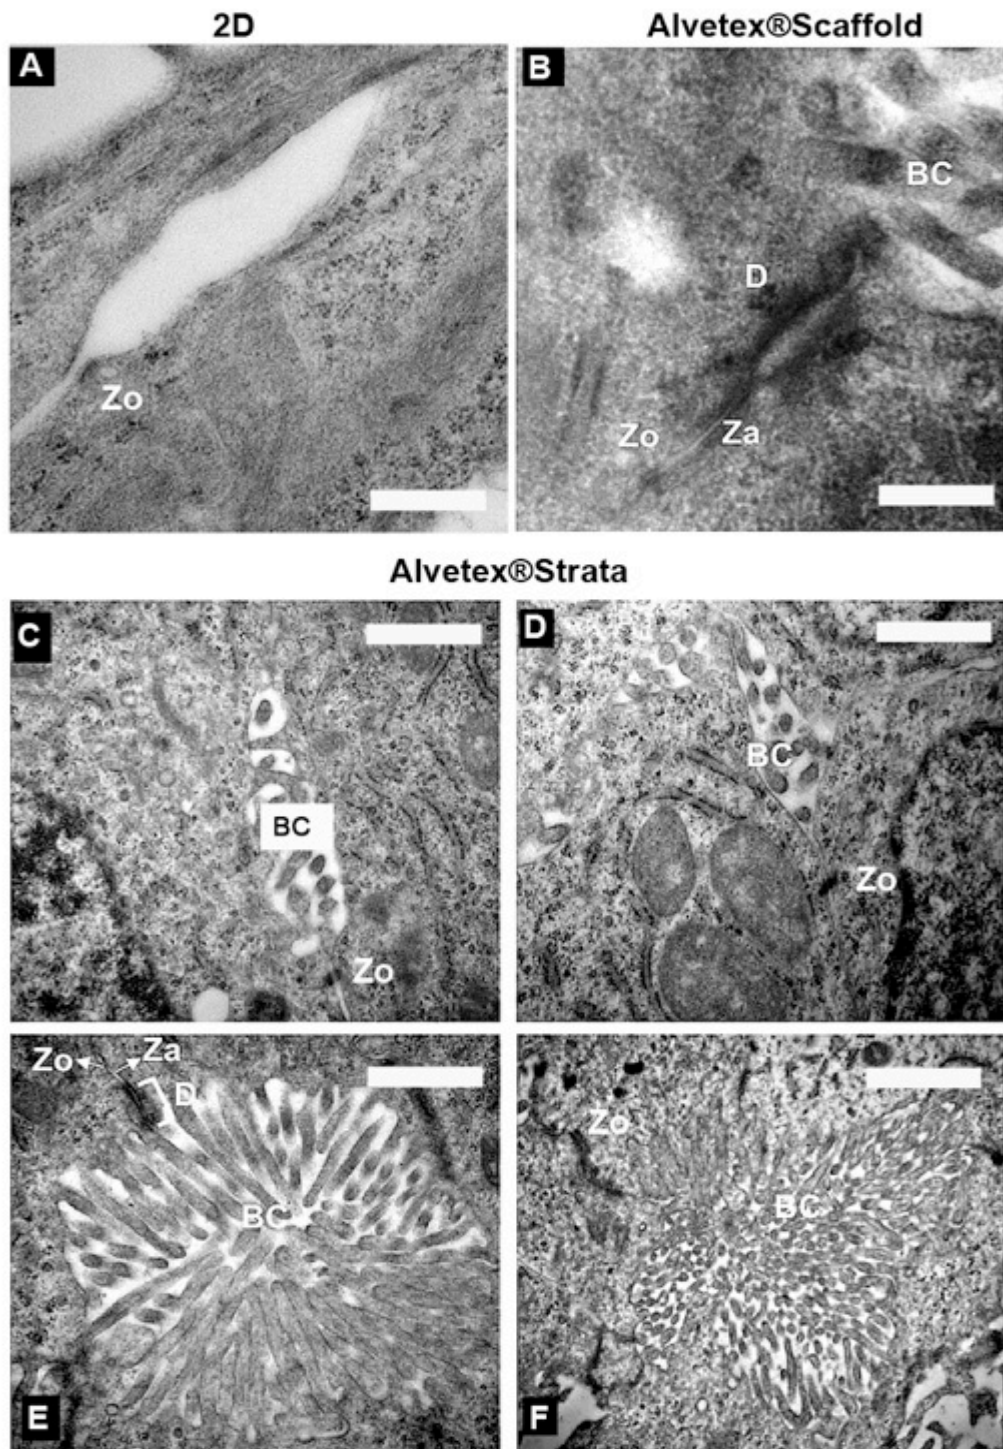 2D
Alvetex®Scaffold
A
Zo
B
BC
D
Zo
Za
Alvetex®Strata
C
BC
Zo
D
BC
Zo
Zo
Za
D
BC
E
Zo
BC
F